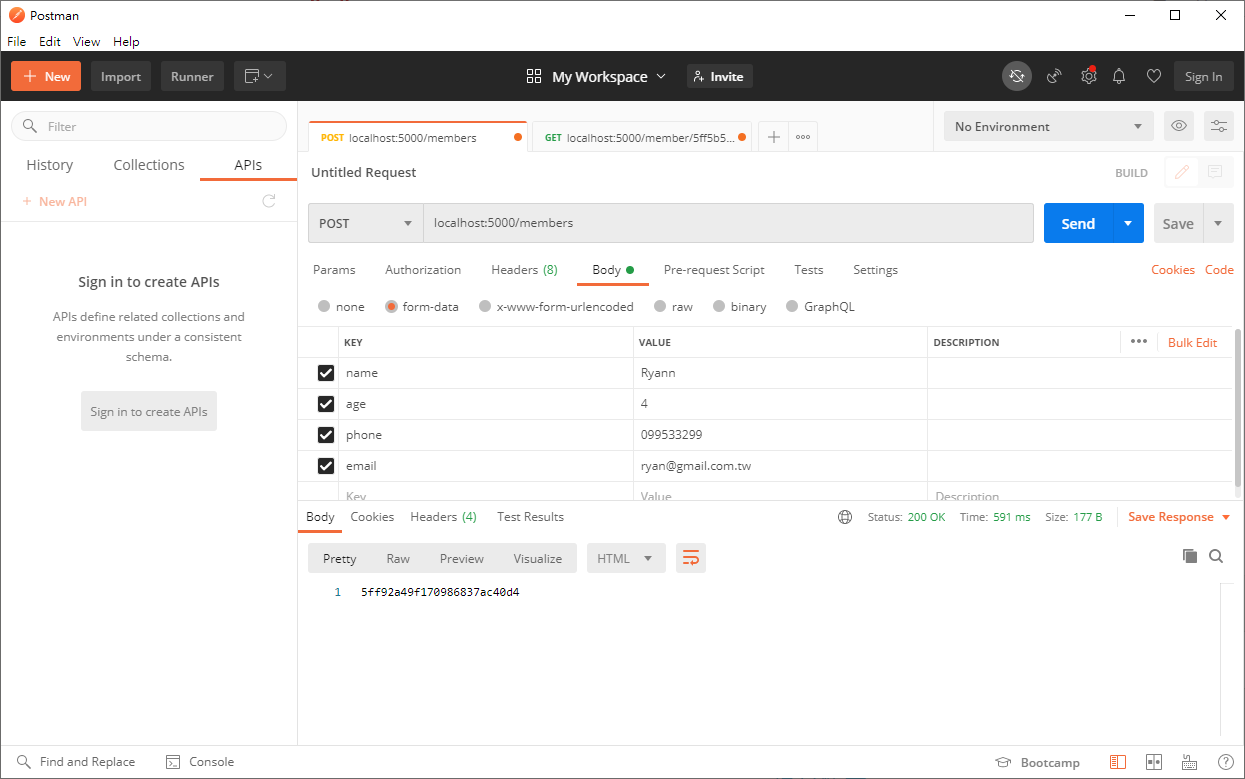 Postman
File Edit View Help
New Import Runner My Workspace Invite Sign In
Filter
History Collections APIs
New API
Sign in to create APIs
APIs define related collections and
environments under a consistent
schema.
Sign in to create APIs
POST localhost:5000/members GET localhost:5000/member/5ff5b5... No Environment
Untitled Request BUILD
POST localhost:5000/members Send Save
Params Authorization Headers (8) Body Pre-request Script Tests Settings Cookies Code
none form-data x-www-form-urlencoded raw binary GraphQL
KEY VALUE DESCRIPTION Bulk Edit
name Ryann
age 4
phone 099533299
email ryan@gmail.com.tw
Key Value Description
Body Cookies Headers (4) Test Results Status: 200 OK Time: 591 ms Size: 177 B Save Response
Pretty Raw Preview Visualize HTML
1 5ff92a49f170986837ac40d4
Find and Replace Console Bootcamp